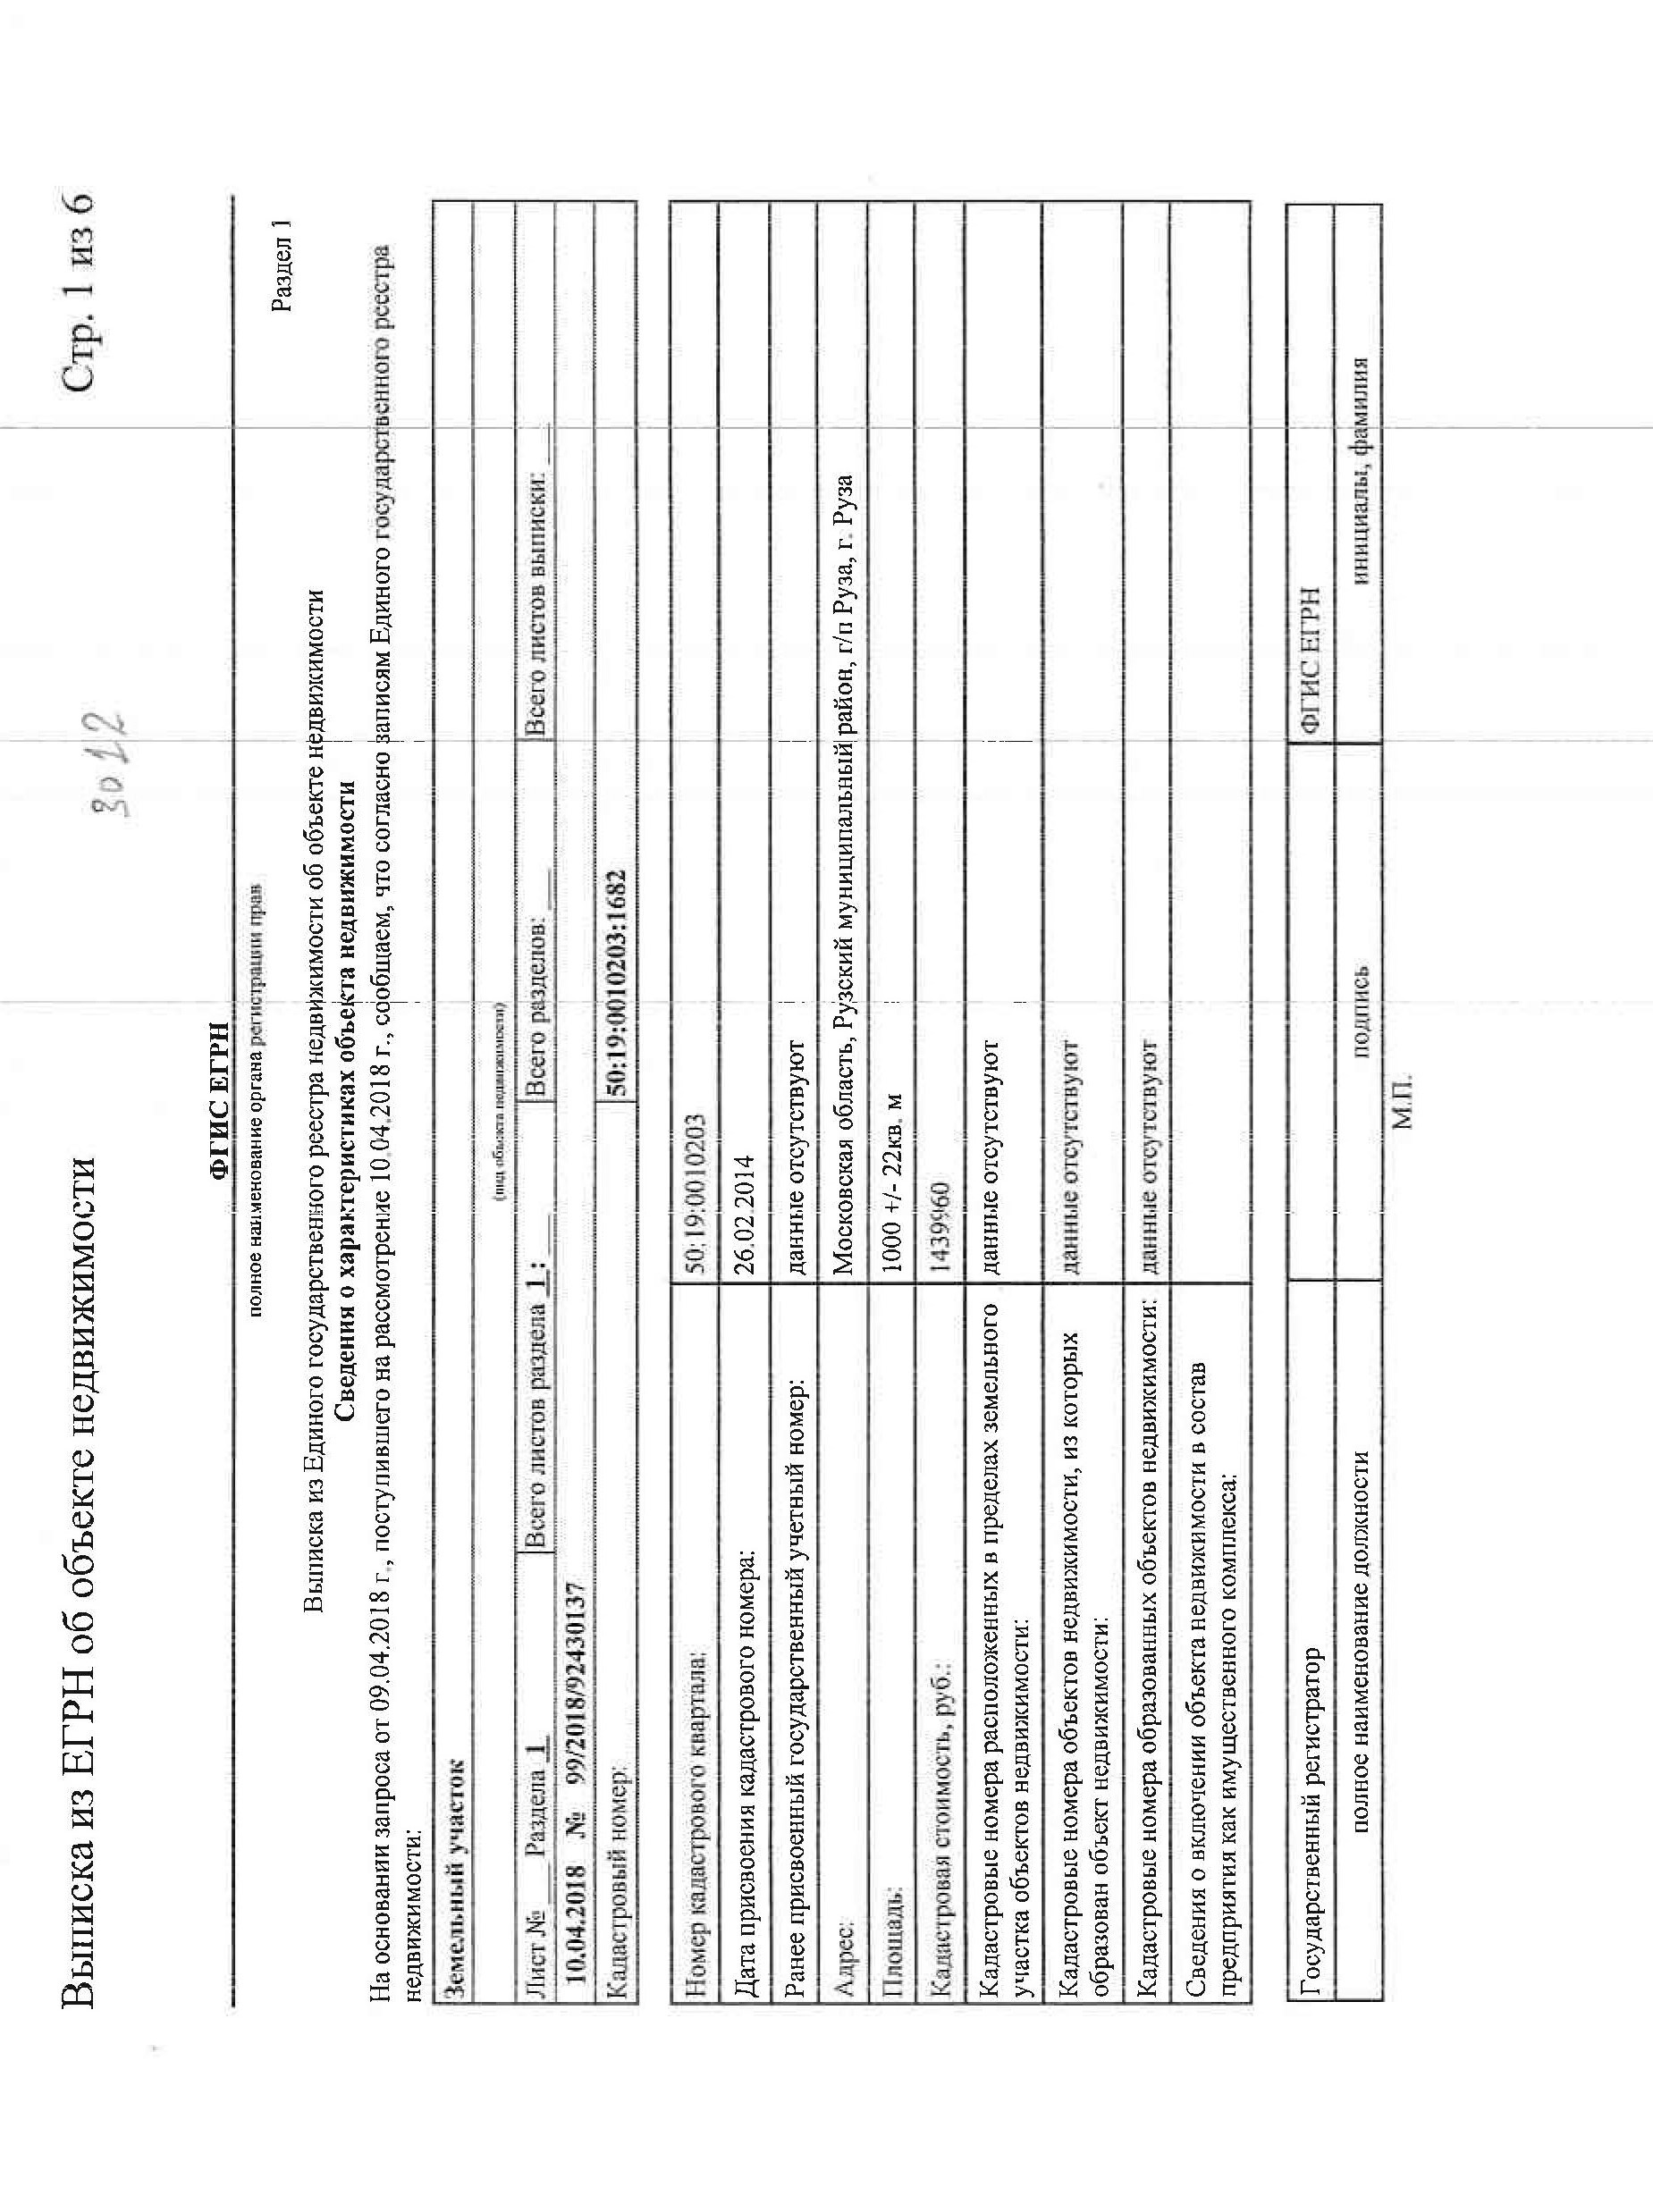 Выписка из ЕГРН об объекте недвижимости
Стр. 1 из 6
3012
ФГИС ЕГРН
полное наименование органа регистрации прав
Раздел 1
Выписка из Единого государственного реестра недвижимости об объекте недвижимости
Сведения о характеристиках объекта недвижимости
На основании запроса от 09.04.2018 г., поступившего на рассмотрение 10.04.2018 г., сообщаем, что согласно записям Единого государственного реестра
недвижимости:
Земельный участок
(вид объекта недвижимости)
Лист № ___ Раздела 1 Всего листов раздела 1 : ___ Всего разделов: ___ Всего листов выписки: ___
10.04.2018 № 99/2018/92430137
Кадастровый номер: 50:19:0010203:1682
Номер кадастрового квартала: 50:19:0010203
Дата присвоения кадастрового номера: 26.02.2014
Ранее присвоенный государственный учетный номер: данные отсутствуют
Адрес: Московская область, Рузский муниципальный район, г/п Руза, г. Руза
Площадь: 1000 +/- 22кв. м
Кадастровая стоимость, руб.: 1439960
Кадастровые номера расположенных в пределах земельного данные отсутствуют
участка объектов недвижимости:
Кадастровые номера объектов недвижимости, из которых данные отсутствуют
образован объект недвижимости:
Кадастровые номера образованных объектов недвижимости: данные отсутствуют
Сведения о включении объекта недвижимости в состав
предприятия как имущественного комплекса:
Государственный регистратор ФГИС ЕГРН
полное наименование должности подпись инициалы, фамилия
М.П.